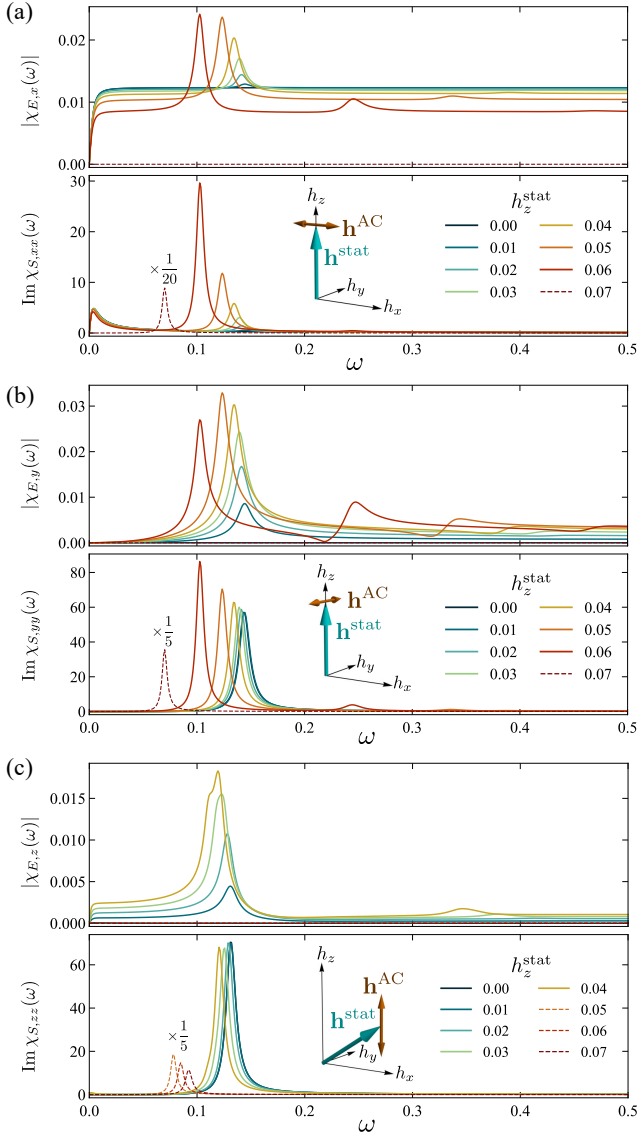 (a)
|χ_{E,x}(ω)|
0.02
0.01
0.00
Im χ_{S,xx}(ω)
30
20
10
0
×1/20
h_z
h^{AC}
h^{stat}
h_y
h_x
h_z^{stat}
0.00 0.04
0.01 0.05
0.02 0.06
0.03 0.07
0.0 0.1 0.2 0.3 0.4 0.5
ω
(b)
|χ_{E,y}(ω)|
0.03
0.02
0.01
0.00
Im χ_{S,yy}(ω)
80
60
40
20
0
×1/5
h_z
h^{AC}
h^{stat}
h_y
h_x
h_z^{stat}
0.00 0.04
0.01 0.05
0.02 0.06
0.03 0.07
0.0 0.1 0.2 0.3 0.4 0.5
ω
(c)
|χ_{E,z}(ω)|
0.015
0.010
0.005
0.000
Im χ_{S,zz}(ω)
60
40
20
0
×1/5
h_z
h^{AC}
h^{stat}
h_y
h_x
h_z^{stat}
0.00 0.04
0.01 0.05
0.02 0.06
0.03 0.07
0.0 0.1 0.2 0.3 0.4 0.5
ω